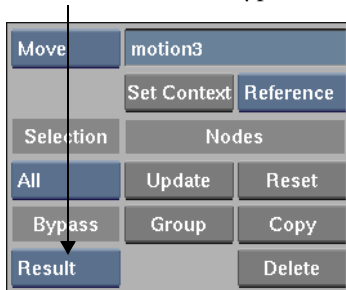 Move motion3
Set Context Reference
Selection Nodes
All Update Reset
Bypass Group Copy
Result Delete